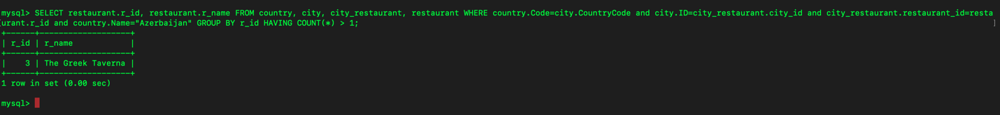 mysql> SELECT restaurant.r_id, restaurant.r_name FROM country, city, city_restaurant, restaurant WHERE country.Code=city.CountryCode and city.ID=city_restaurant.city_id and city_restaurant.restaurant_id=resta
[urant.r_id and country.Name="Azerbaijan" GROUP BY r_id HAVING COUNT(*) > 1; ]
+------+-------------------+
| r_id | r_name            |
+------+-------------------+
|    3 | The Greek Taverna |
+------+-------------------+
1 row in set (0.00 sec)
mysql>